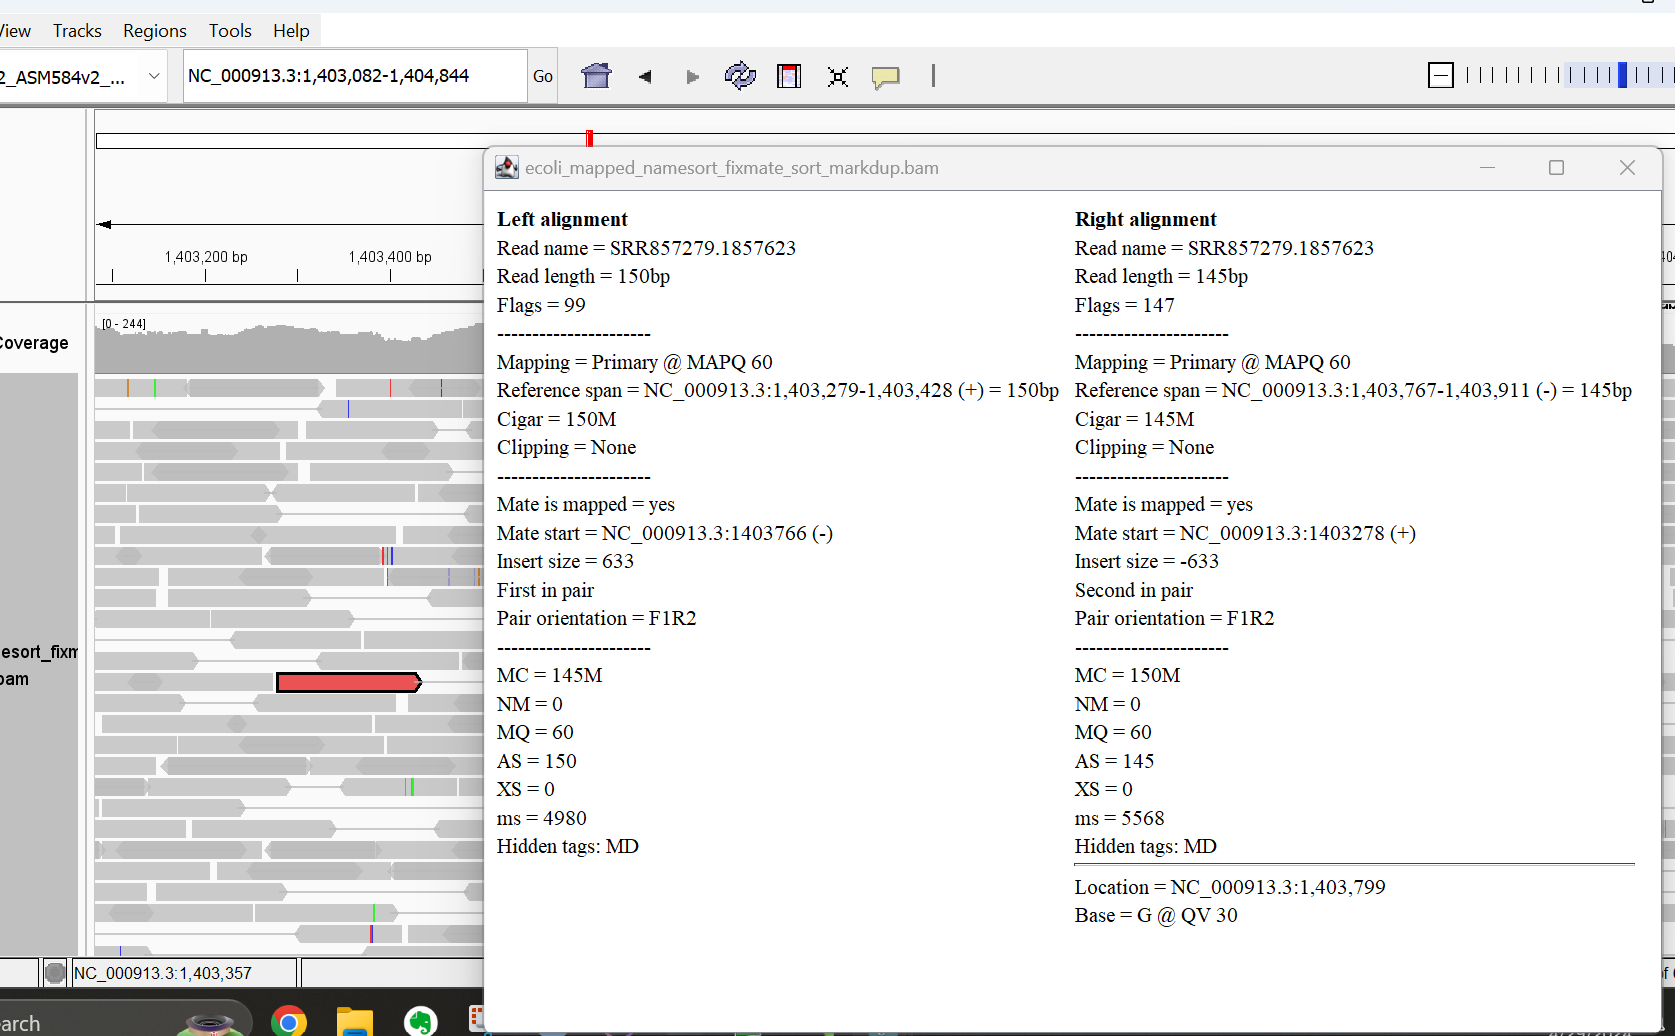 View Tracks Regions Tools Help
2_ASM584v2_...
NC_000913.3:1,403,082-1,404,844
Go
ecoli_mapped_namesort_fixmate_sort_markdup.bam
1,403,200 bp
1,403,400 bp
[0 - 244]
Coverage
esort_fixm
bam
Left alignment
Read name = SRR857279.1857623
Read length = 150bp
Flags = 99
----------------------
Mapping = Primary @ MAPQ 60
Reference span = NC_000913.3:1,403,279-1,403,428 (+) = 150bp
Cigar = 150M
Clipping = None
----------------------
Mate is mapped = yes
Mate start = NC_000913.3:1403766 (-)
Insert size = 633
First in pair
Pair orientation = F1R2
----------------------
MC = 145M
NM = 0
MQ = 60
AS = 150
XS = 0
ms = 4980
Hidden tags: MD
Right alignment
Read name = SRR857279.1857623
Read length = 145bp
Flags = 147
----------------------
Mapping = Primary @ MAPQ 60
Reference span = NC_000913.3:1,403,767-1,403,911 (-) = 145bp
Cigar = 145M
Clipping = None
----------------------
Mate is mapped = yes
Mate start = NC_000913.3:1403278 (+)
Insert size = -633
Second in pair
Pair orientation = F1R2
----------------------
MC = 150M
NM = 0
MQ = 60
AS = 145
XS = 0
ms = 5568
Hidden tags: MD
Location = NC_000913.3:1,403,799
Base = G @ QV 30
NC_000913.3:1,403,357
earch